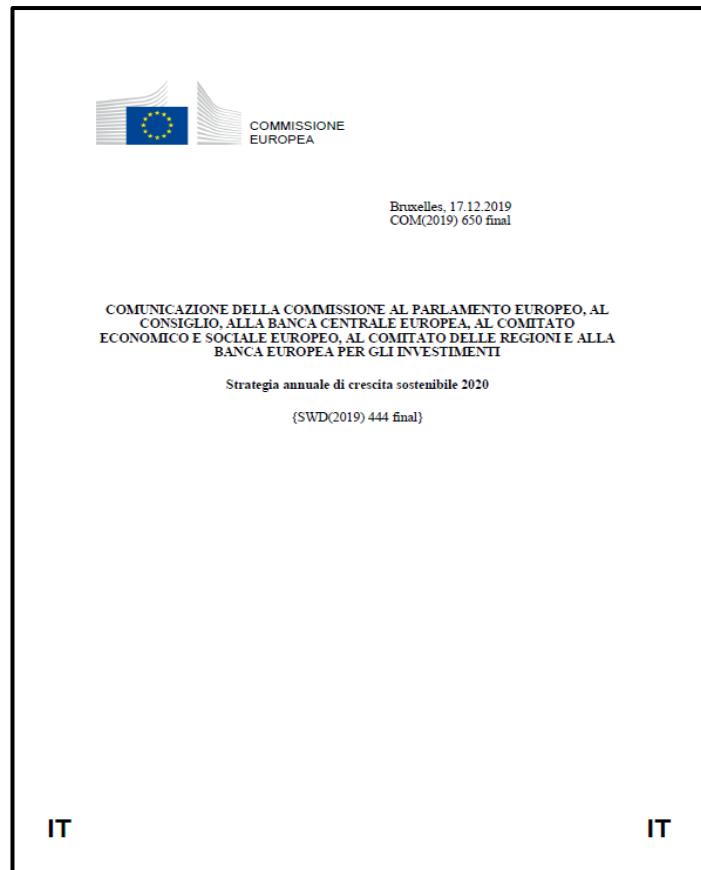 COMMISSIONE
EUROPEA
Bruxelles, 17.12.2019
COM(2019) 650 final
COMUNICAZIONE DELLA COMMISSIONE AL PARLAMENTO EUROPEO, AL
CONSIGLIO, ALLA BANCA CENTRALE EUROPEA, AL COMITATO
ECONOMICO E SOCIALE EUROPEO, AL COMITATO DELLE REGIONI E ALLA
BANCA EUROPEA PER GLI INVESTIMENTI
Strategia annuale di crescita sostenibile 2020
{SWD(2019) 444 final}
IT IT